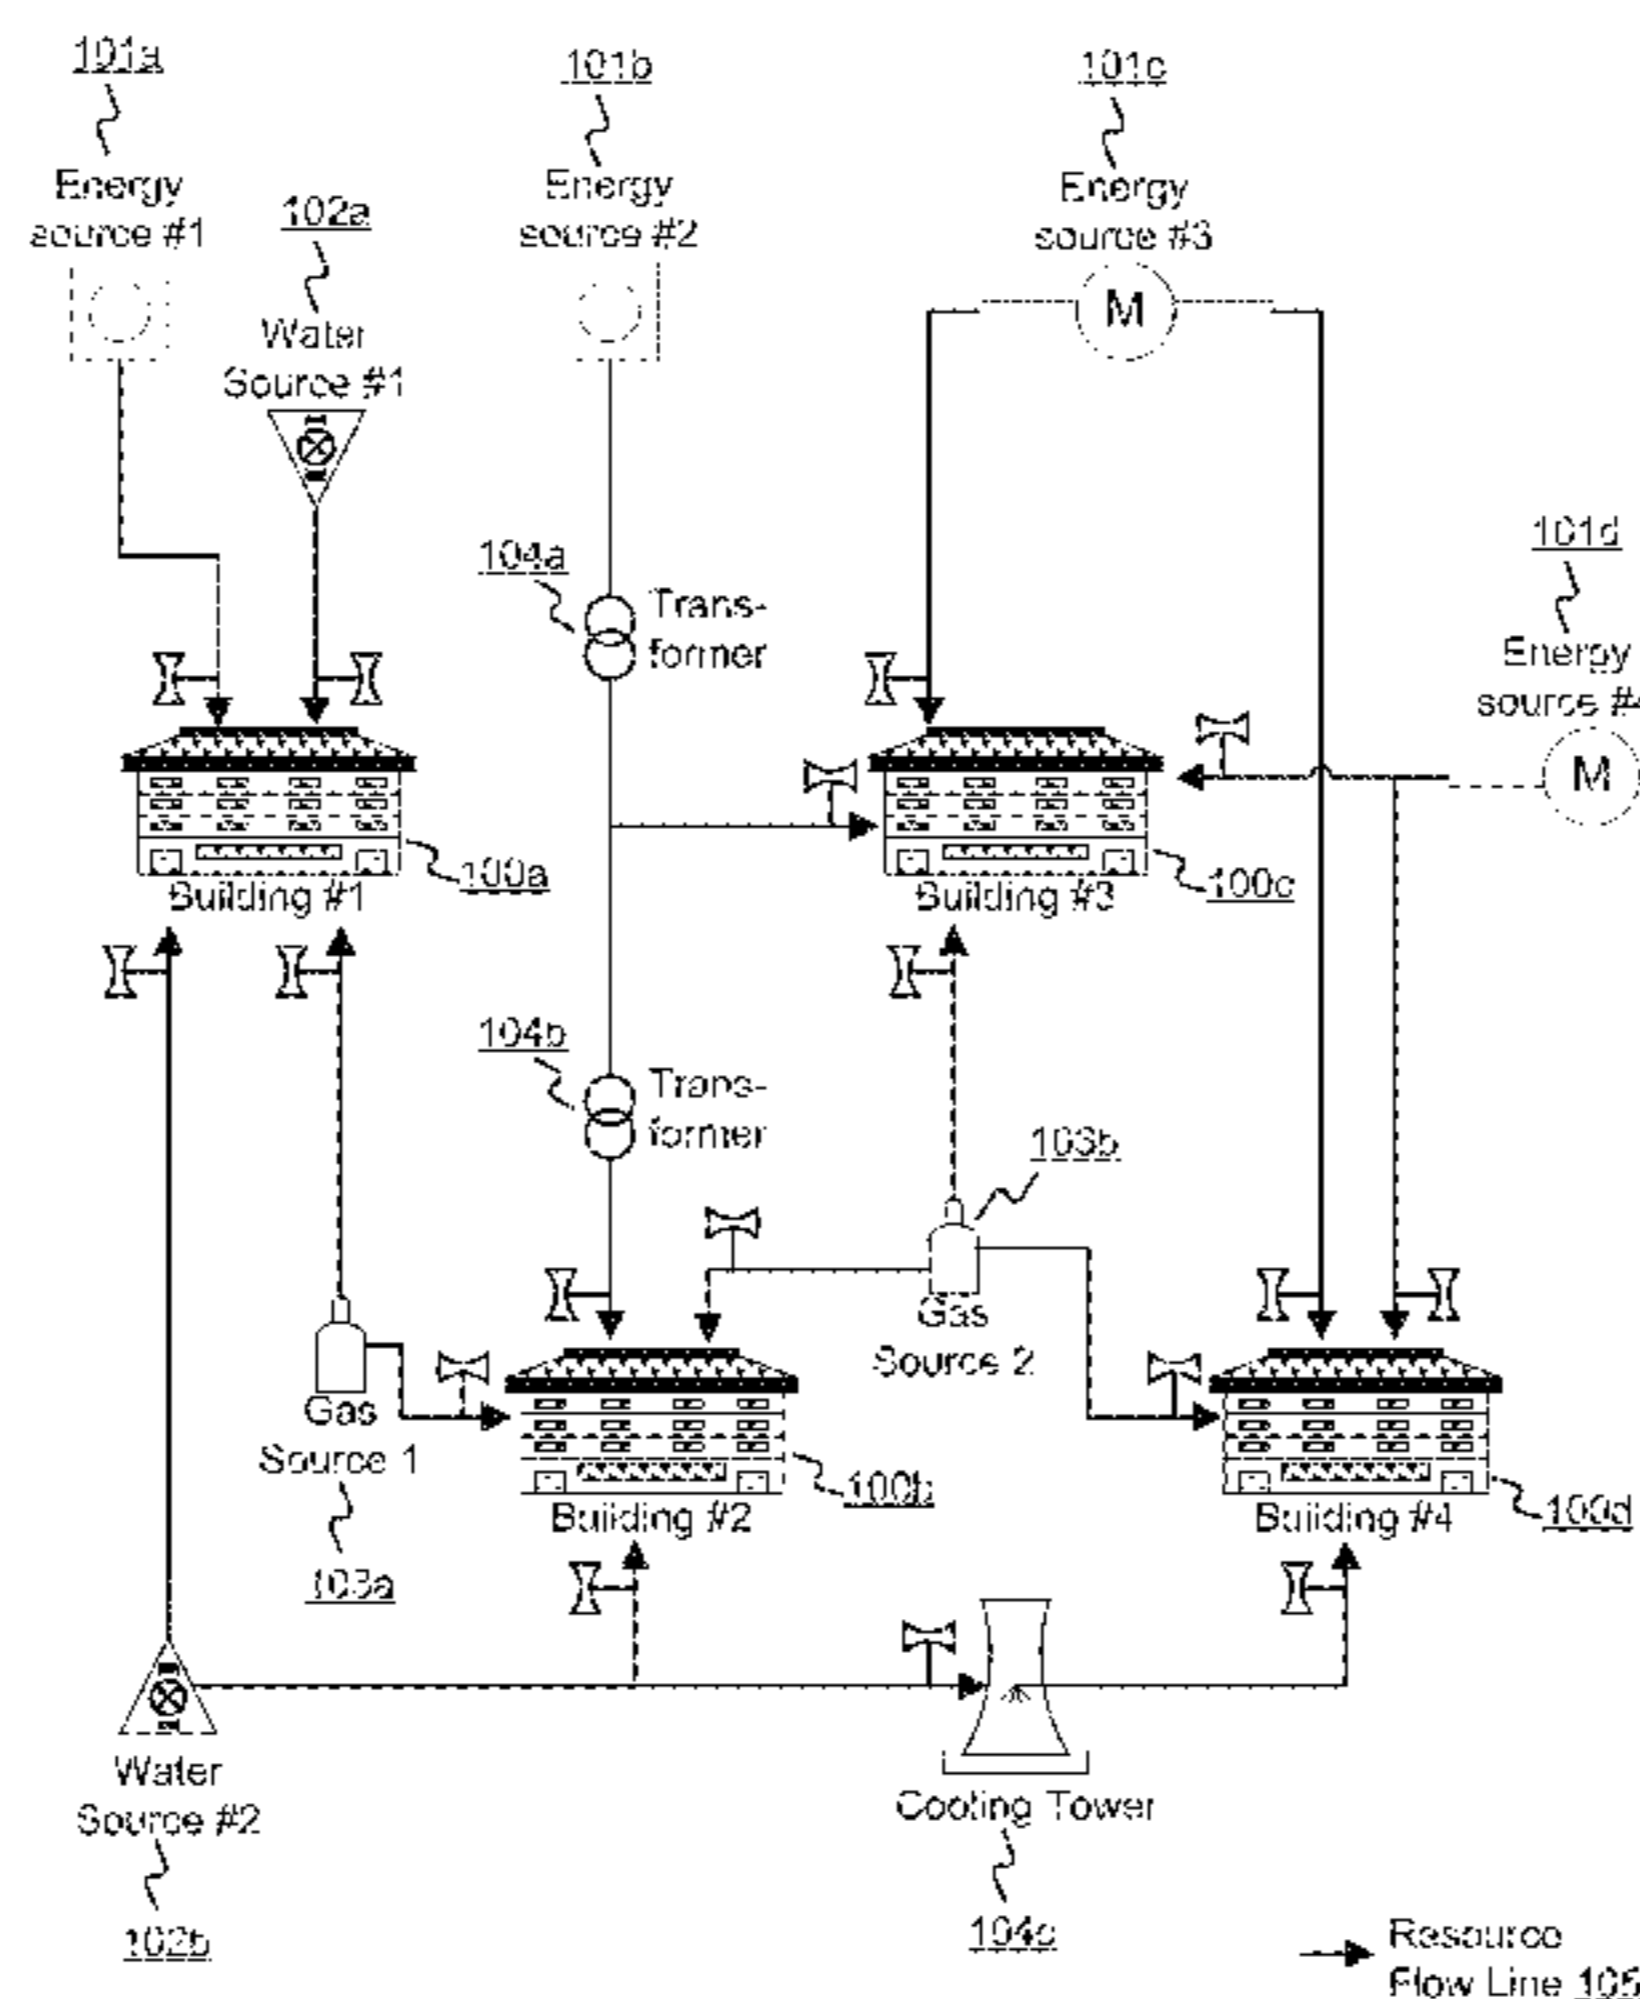 101a
101b
101c
Energy
source #1
102a
Energy
source #2
Energy
source #3
M
Water
Source #1
101d
104a
Trans-
former
Energy
M
100a
Building #1
100c
Building #3
104b
Trans-
former
103b
Gas
Source 2
Gas
Source 1
100b
Building #2
100d
Building #4
103a
Water
Source #2
Cooling Tower
102b
104c
Resource
Flow Line 105